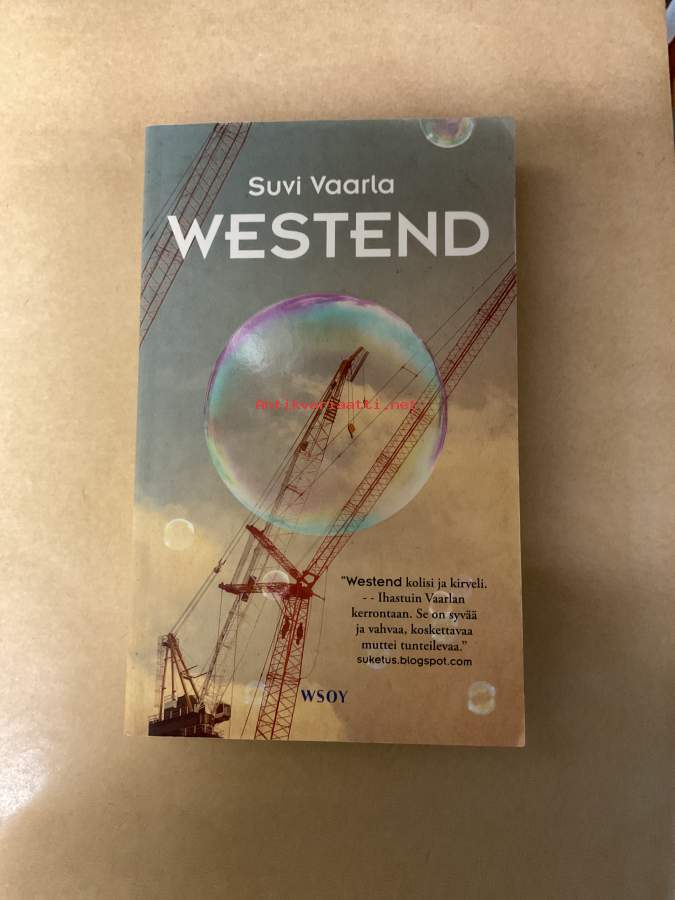 Suvi Vaarla
WESTEND
Antikvariaatti.net
"Westend kolisi ja kirveli.
- - Ihastuin Vaarlan
kerrontaan. Se on syvää
ja vahvaa, koskettavaa
muttei tunteilevaa."
suketus.blogspot.com
WSOY